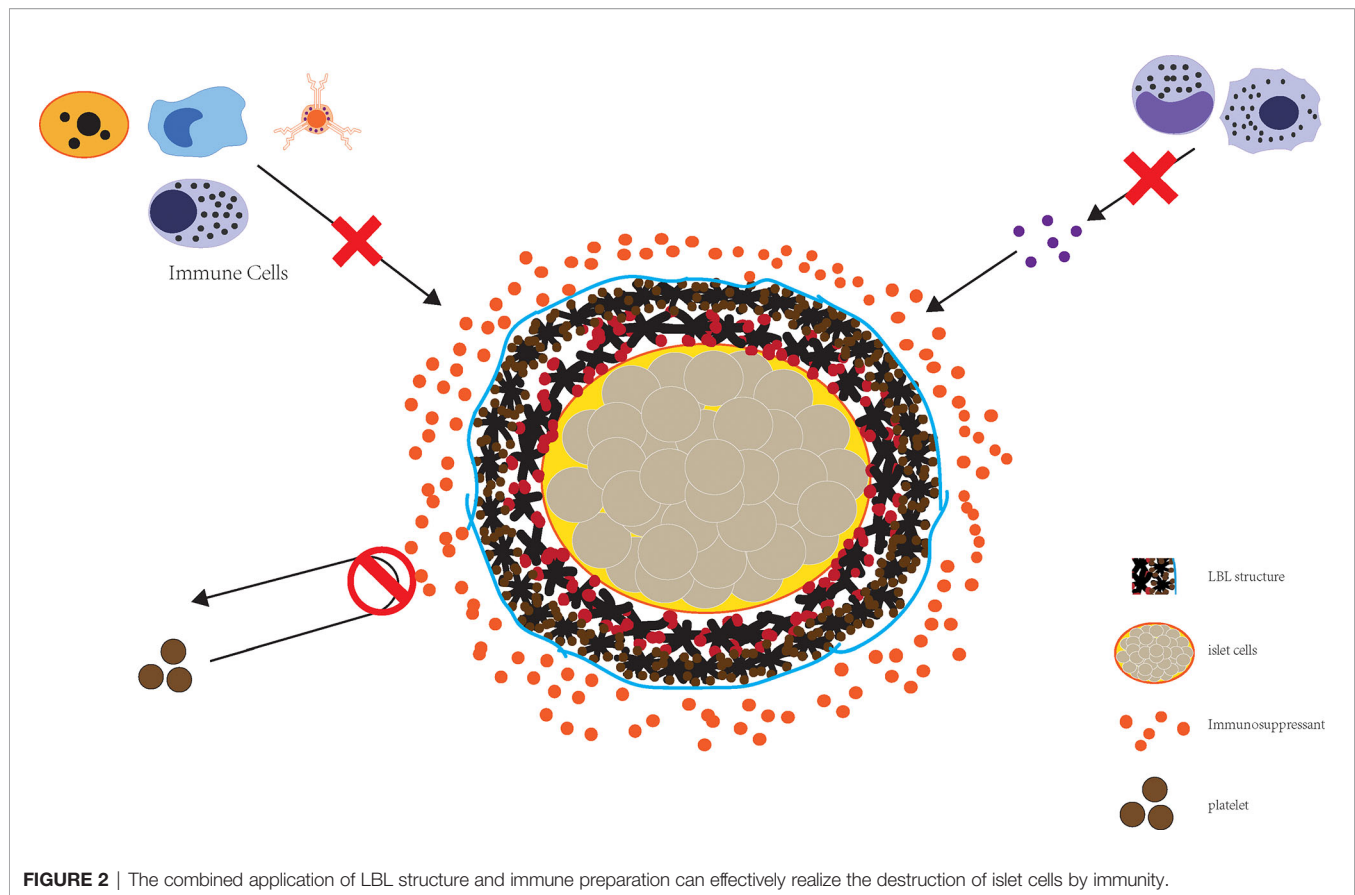 Immune Cells
LBL structure
islet cells
Immunosuppressant
platelet
FIGURE 2 | The combined application of LBL structure and immune preparation can effectively realize the destruction of islet cells by immunity.